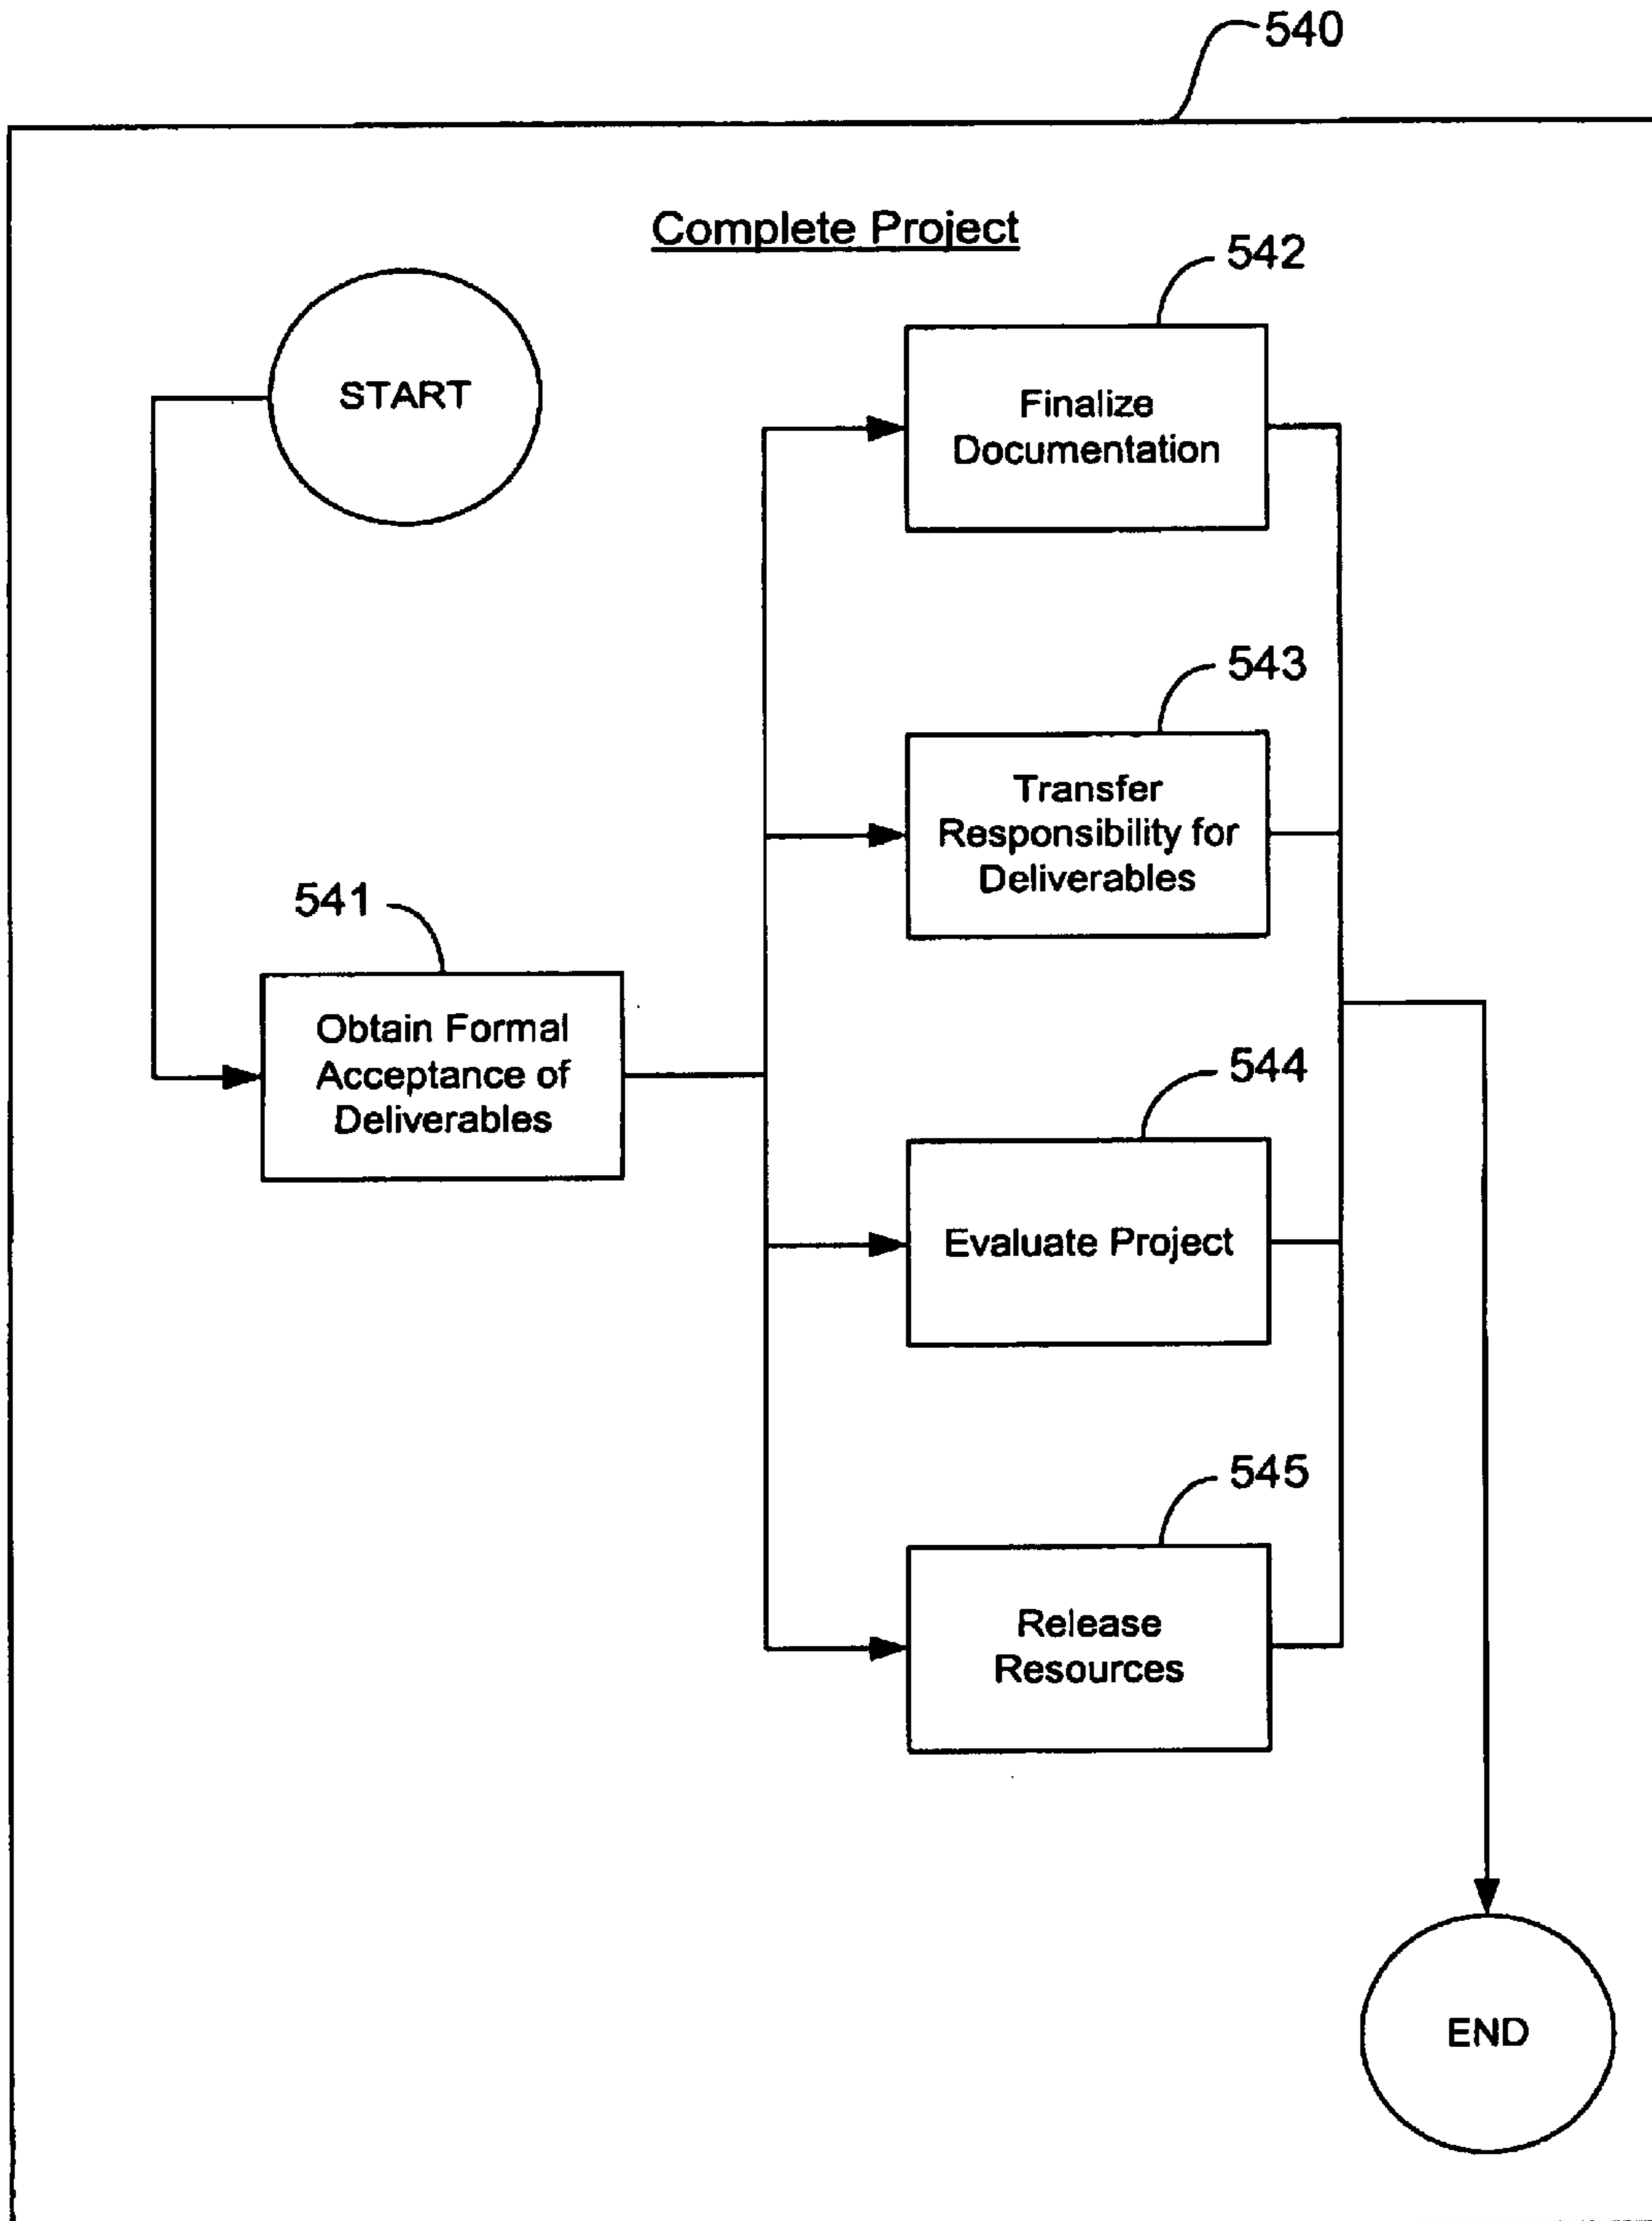 540
Complete Project
542
START
Finalize
Documentation
543
Transfer
Responsibility for
Deliverables
541
Obtain Formal
Acceptance of
Deliverables
544
Evaluate Project
545
Release
Resources
END